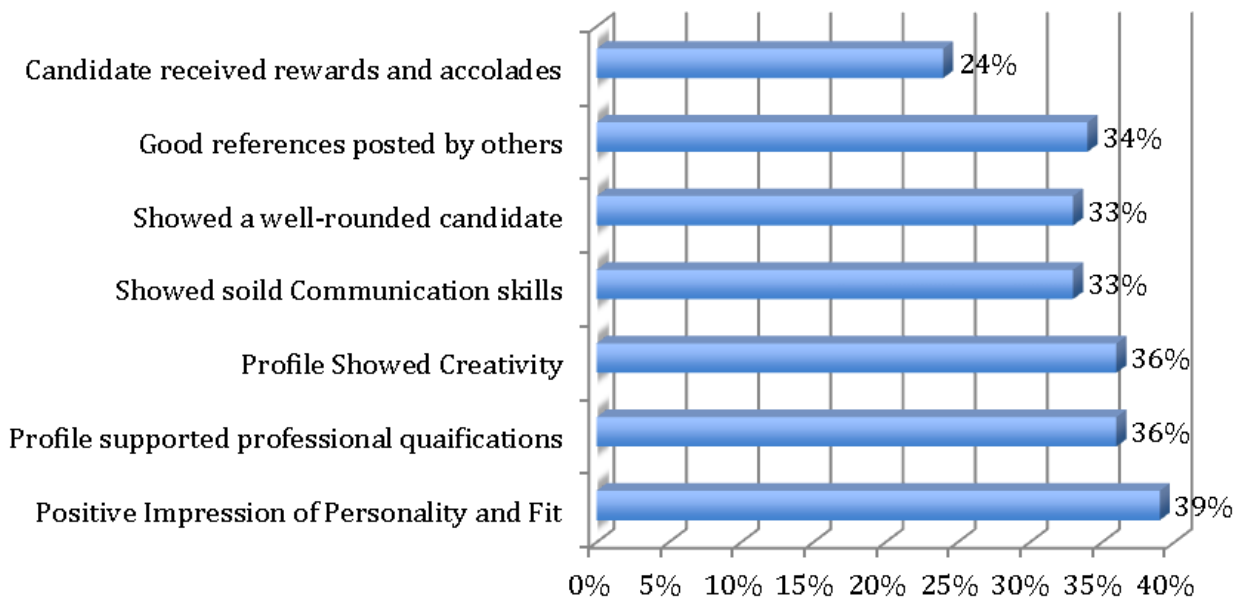 Candidate received rewards and accolades 24%
Good references posted by others 34%
Showed a well-rounded candidate 33%
Showed soild Communication skills 33%
Profile Showed Creativity 36%
Profile supported professional quaifications 36%
Positive Impression of Personality and Fit 39%
0% 5% 10% 15% 20% 25% 30% 35% 40%